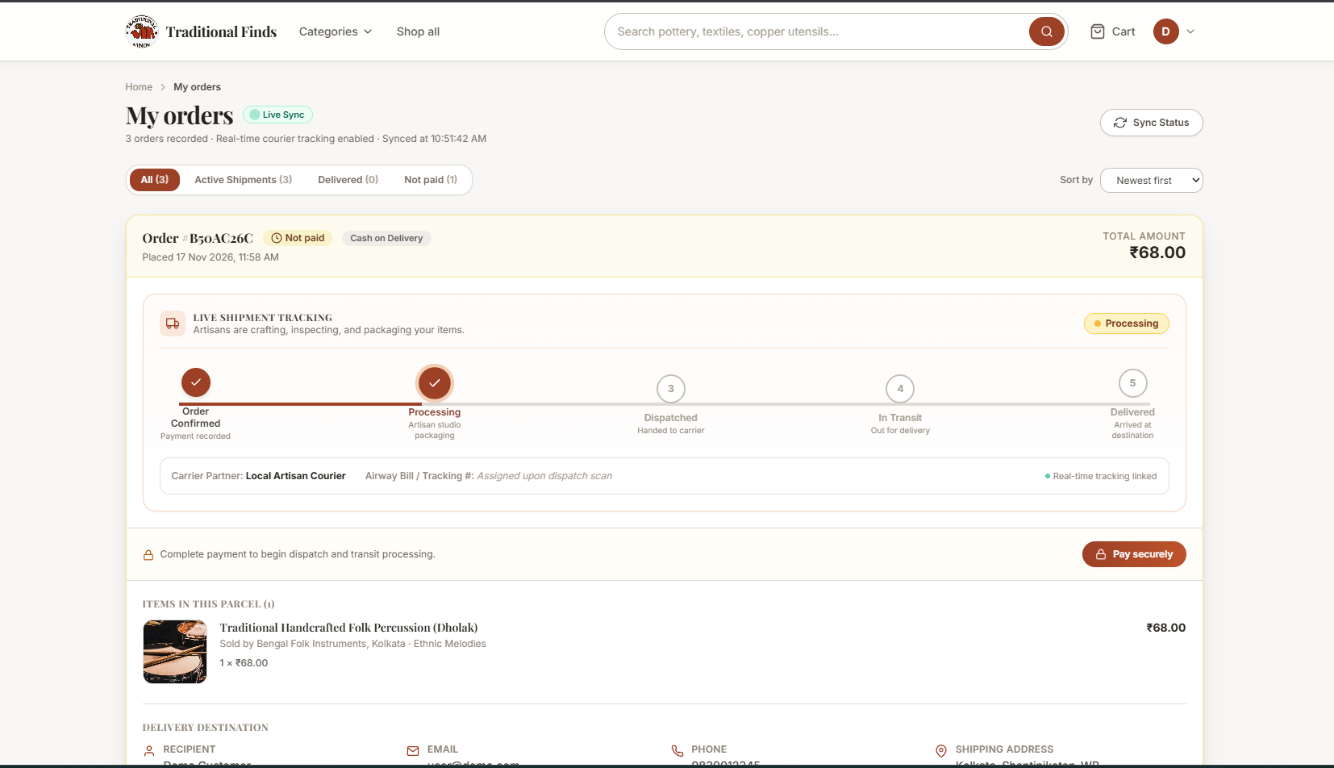 Traditional Finds
Categories
Shop all
Search pottery, textiles, copper utensils...
Cart
D
Home > My orders
My orders
Live Sync
3 orders recorded · Real-time courier tracking enabled · Synced at 10:51:42 AM
Sync Status
All (3)
Active Shipments (3)
Delivered (0)
Not paid (1)
Sort by
Newest first
Order #B50AC26C
Not paid
Cash on Delivery
Placed 17 Nov 2026, 11:58 AM
TOTAL AMOUNT
₹68.00
LIVE SHIPMENT TRACKING
Artisans are crafting, inspecting, and packaging your items.
Processing
Order
Confirmed
Payment recorded
Processing
Artisan studio
packaging
3
Dispatched
Handed to carrier
4
In Transit
Out for delivery
5
Delivered
Arrived at
destination
Carrier Partner: Local Artisan Courier
Airway Bill / Tracking #: Assigned upon dispatch scan
Real-time tracking linked
Complete payment to begin dispatch and transit processing.
Pay securely
ITEMS IN THIS PARCEL (1)
Traditional Handcrafted Folk Percussion (Dholak)
₹68.00
Sold by Bengal Folk Instruments, Kolkata · Ethnic Melodies
1 × ₹68.00
DELIVERY DESTINATION
RECIPIENT
EMAIL
PHONE
SHIPPING ADDRESS
Demo Customer
user@demo.com
Kolkata, Shantiniketan, WB